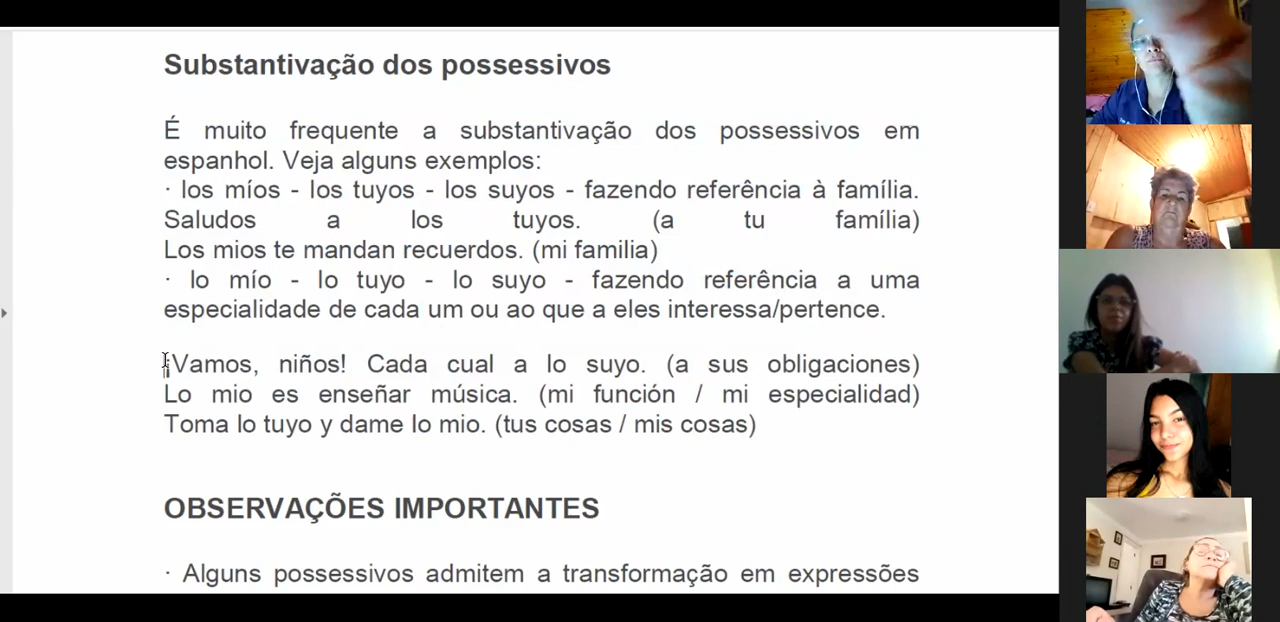 Substantivação dos possessivos
É muito frequente a substantivação dos possessivos em
espanhol. Veja alguns exemplos:
· los míos - los tuyos - los suyos - fazendo referência à família.
Saludos a los tuyos. (a tu família)
Los mios te mandan recuerdos. (mi familia)
· lo mío - lo tuyo - lo suyo - fazendo referência a uma
especialidade de cada um ou ao que a eles interessa/pertence.
¡Vamos, niños! Cada cual a lo suyo. (a sus obligaciones)
Lo mio es enseñar música. (mi función / mi especialidad)
Toma lo tuyo y dame lo mio. (tus cosas / mis cosas)
OBSERVAÇÕES IMPORTANTES
· Alguns possessivos admitem a transformação em expressões